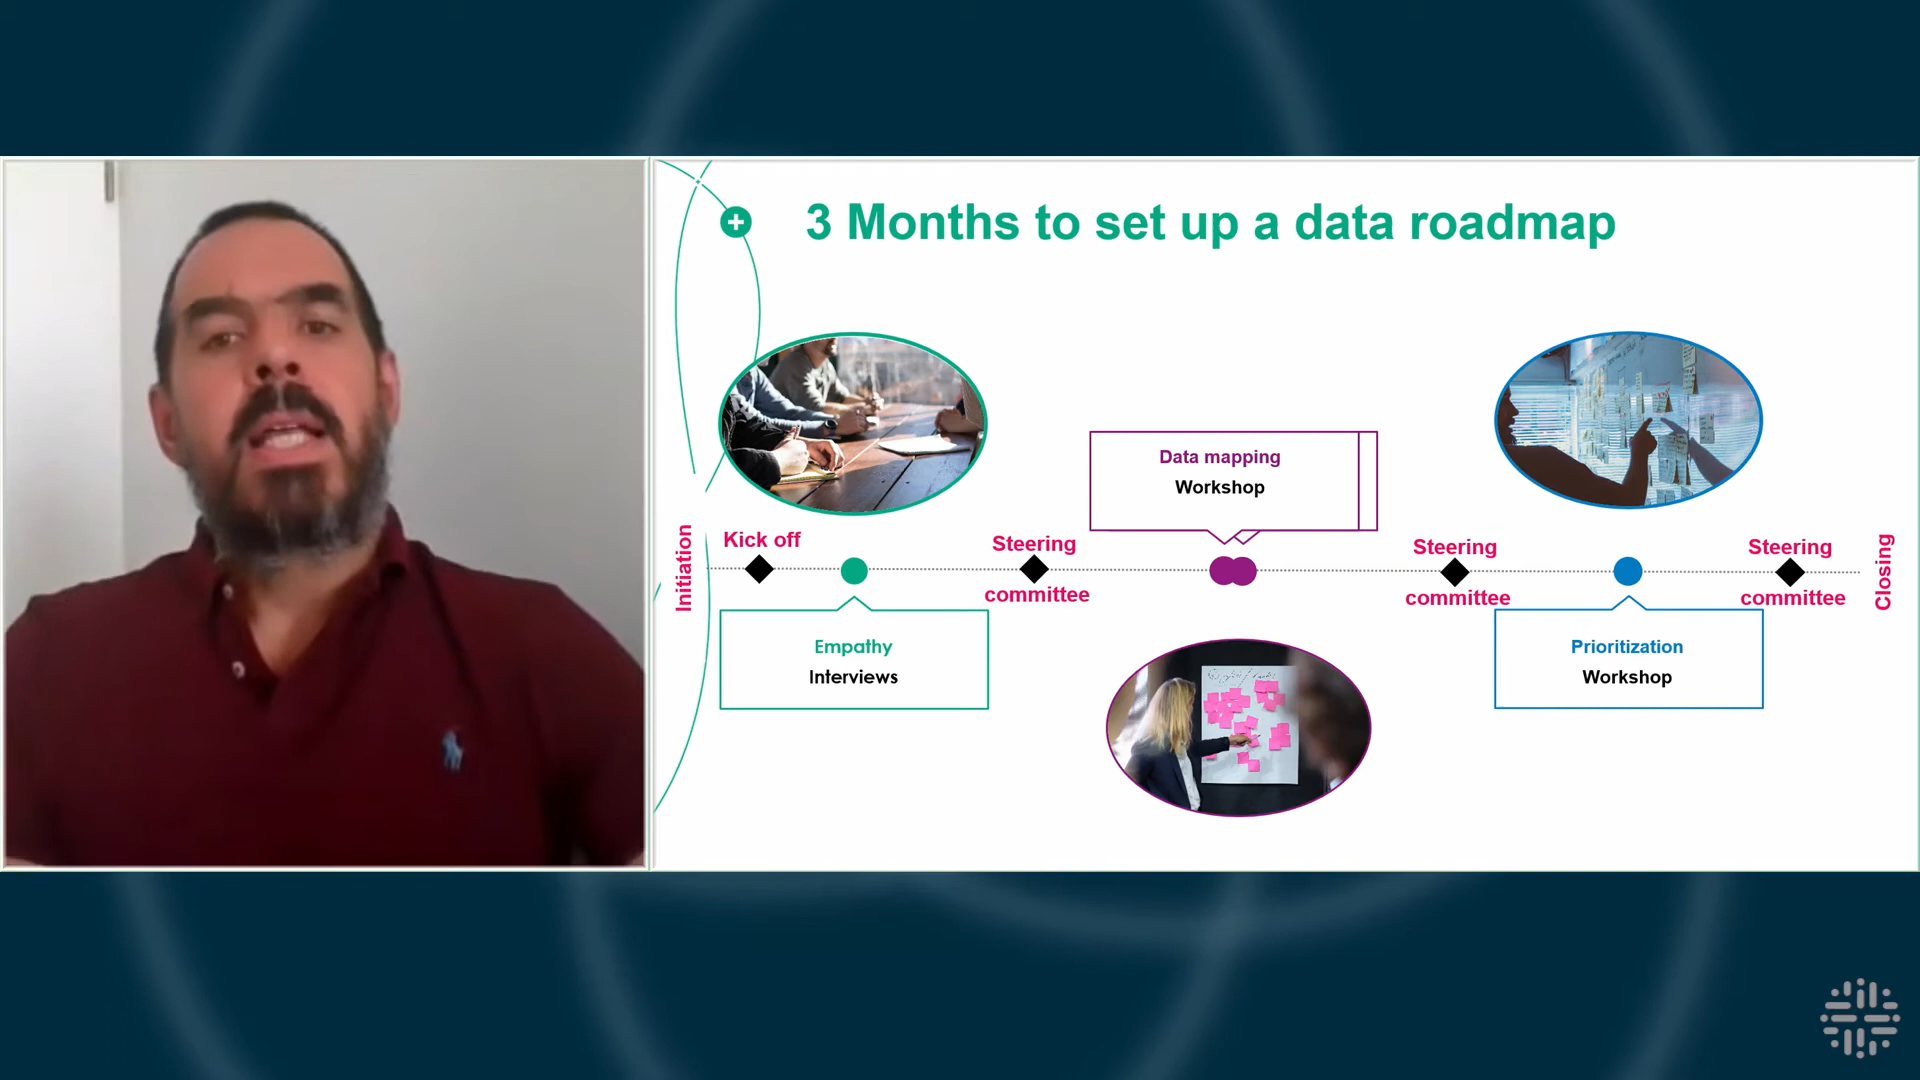 3 Months to set up a data roadmap
Initiation
Kick off
Empathy
Interviews
Steering
committee
Data mapping
Workshop
Steering
committee
Prioritization
Workshop
Steering
committee
Closing